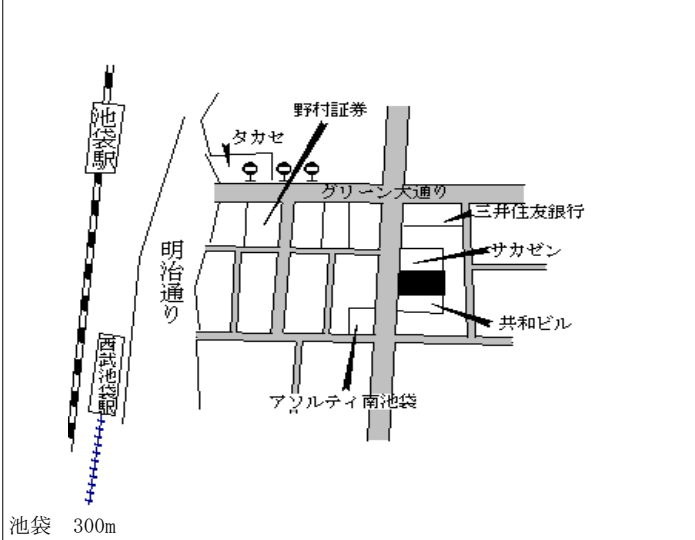 野村証券
タカセ
池袋駅
グリーン大通り
三井住友銀行
サカゼン
明治通り
共和ビル
西武池袋駅
アソルティ南池袋
池袋　300m